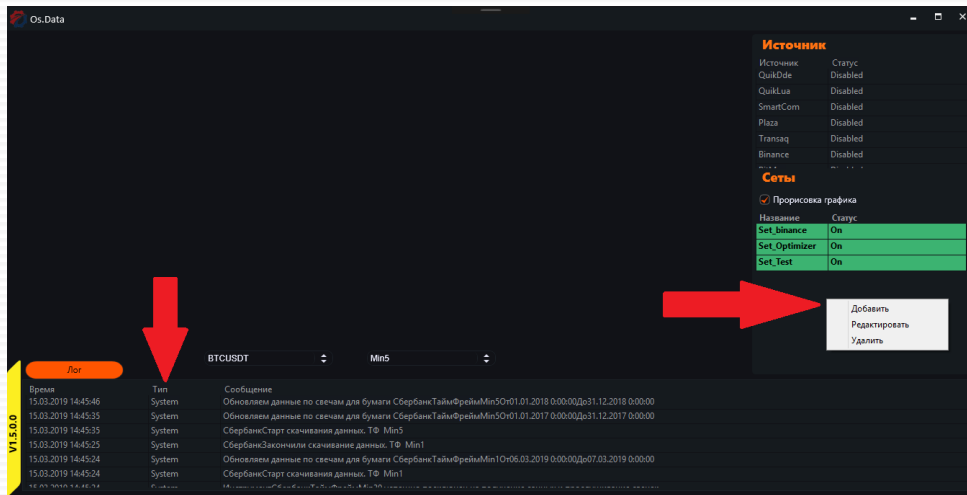 Os.Data
Источник
Источник Статус
QuikDde Disabled
QuikLua Disabled
SmartCom Disabled
Plaza Disabled
Transaq Disabled
Binance Disabled
Сеты
Прорисовка графика
Название Статус
Set_binance On
Set_Optimizer On
Set_Test On
Добавить
Редактировать
Удалить
BTCUSDT Min5
Лог
V1.5.0.0
Время Тип Сообщение
15.03.2019 14:45:46 System Обновляем данные по свечам для бумаги СбербанкТаймФреймMin5От01.01.2018 0:00:00До31.12.2018 0:00:00
15.03.2019 14:45:35 System Обновляем данные по свечам для бумаги СбербанкТаймФреймMin5От01.01.2017 0:00:00До31.12.2017 0:00:00
15.03.2019 14:45:35 System СбербанкСтарт скачивания данных. ТФ Min5
15.03.2019 14:45:25 System СбербанкЗакончили скачивание данных. ТФ Min1
15.03.2019 14:45:24 System Обновляем данные по свечам для бумаги СбербанкТаймФреймMin1От06.03.2019 0:00:00До07.03.2019 0:00:00
15.03.2019 14:45:24 System СбербанкСтарт скачивания данных. ТФ Min1